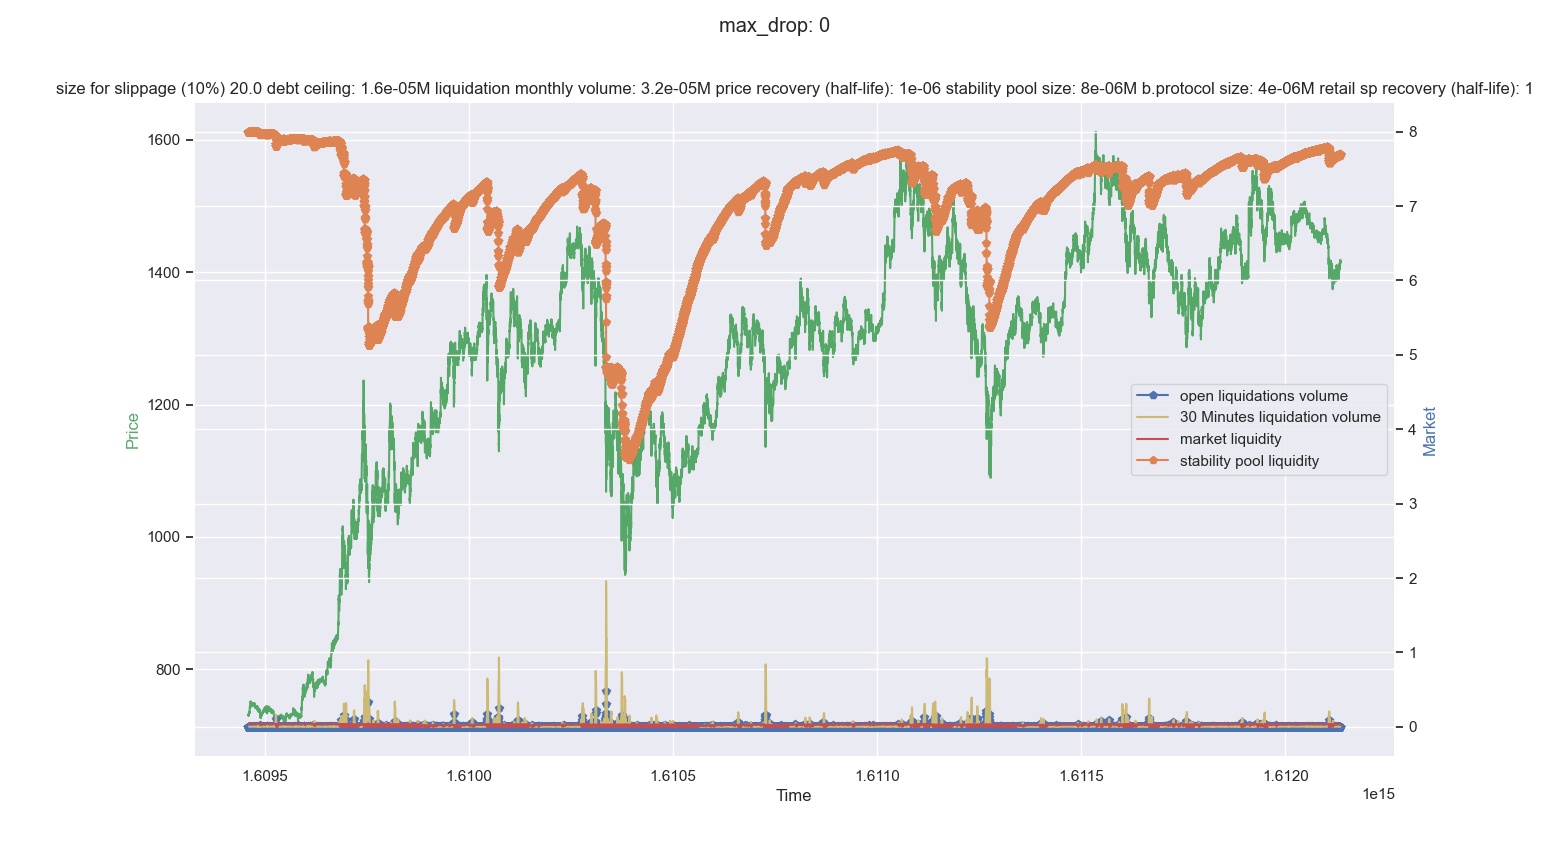 max_drop: 0
size for slippage (10%) 20.0 debt ceiling: 1.6e-05M liquidation monthly volume: 3.2e-05M price recovery (half-life): 1e-06 stability pool size: 8e-06M b.protocol size: 4e-06M retail sp recovery (half-life): 1
1600
1400
1200
1000
800
Price
8
7
6
5
4
3
2
1
0
Market
open liquidations volume
30 Minutes liquidation volume
market liquidity
stability pool liquidity
1.6095
1.6100
1.6105
1.6110
1.6115
1.6120
Time
1e15